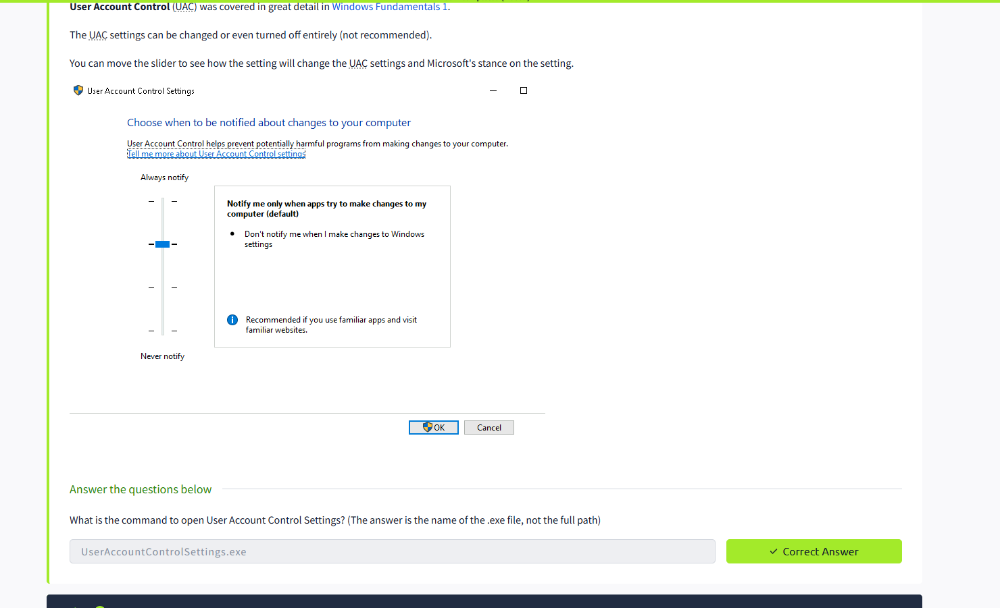 User Account Control (UAC) was covered in great detail in Windows Fundamentals 1.
The UAC settings can be changed or even turned off entirely (not recommended).
You can move the slider to see how the setting will change the UAC settings and Microsoft's stance on the setting.
User Account Control Settings
Choose when to be notified about changes to your computer
User Account Control helps prevent potentially harmful programs from making changes to your computer.
Tell me more about User Account Control settings
Always notify
Notify me only when apps try to make changes to my
computer (default)
• Don't notify me when I make changes to Windows
settings
Recommended if you use familiar apps and visit
familiar websites.
Never notify
OK
Cancel
Answer the questions below
What is the command to open User Account Control Settings? (The answer is the name of the .exe file, not the full path)
UserAccountControlSettings.exe
Correct Answer